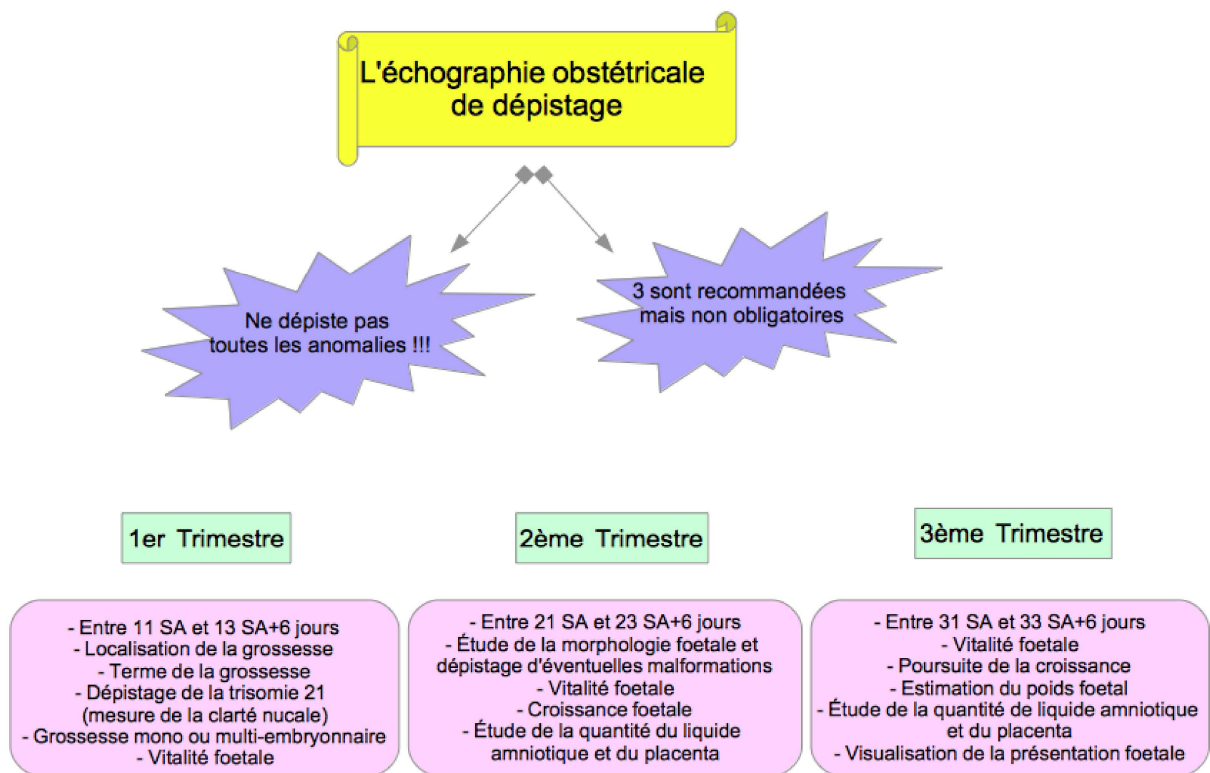 L'échographie obstétricale
de dépistage
Ne dépiste pas
toutes les anomalies !!!
3 sont recommandées
mais non obligatoires
1er Trimestre
- Entre 11 SA et 13 SA+6 jours
- Localisation de la grossesse
- Terme de la grossesse
- Dépistage de la trisomie 21
(mesure de la clarté nucale)
- Grossesse mono ou multi-embryonnaire
- Vitalité foetale
2ème Trimestre
- Entre 21 SA et 23 SA+6 jours
- Étude de la morphologie foetale et
dépistage d'éventuelles malformations
- Vitalité foetale
- Croissance foetale
- Étude de la quantité du liquide
amniotique et du placenta
3ème Trimestre
- Entre 31 SA et 33 SA+6 jours
- Vitalité foetale
- Poursuite de la croissance
- Estimation du poids foetal
- Étude de la quantité de liquide amniotique
et du placenta
- Visualisation de la présentation foetale